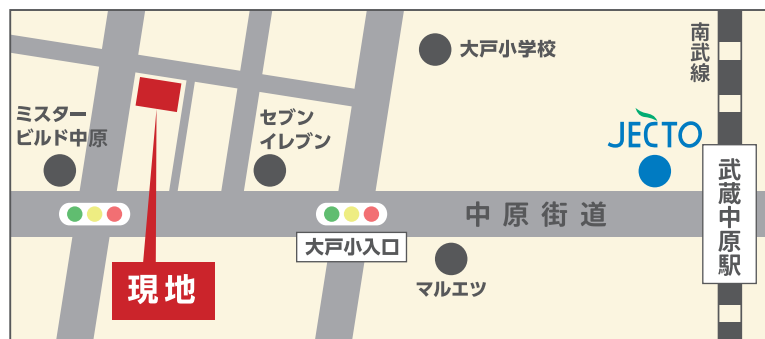 大戸小学校
南武線
ミスター
ビルド中原
セブン
イレブン
JECTO
中原街道
武蔵中原駅
大戸小入口
マルエツ
現地